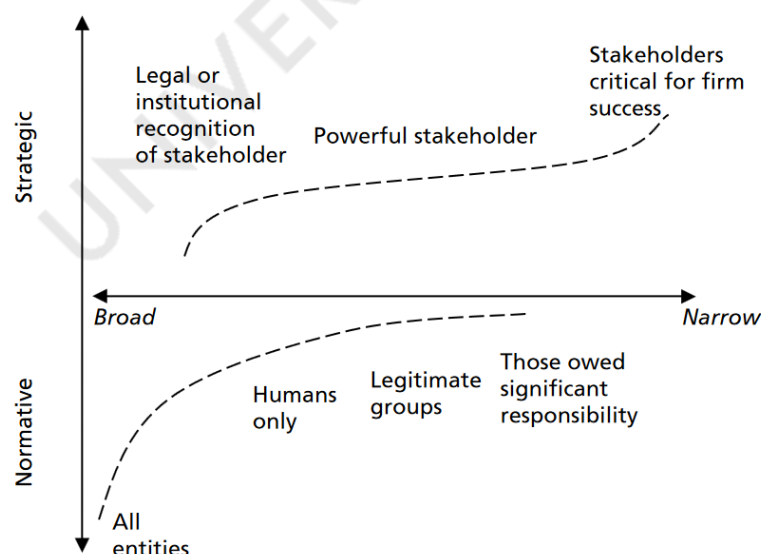 UNIVE
Legal or
institutional
recognition
of stakeholder
Powerful stakeholder
Stakeholders
critical for firm
success
Strategic
Broad
Narrow
Normative
Humans
only
Legitimate
groups
Those owed
significant
responsibility
All
entities